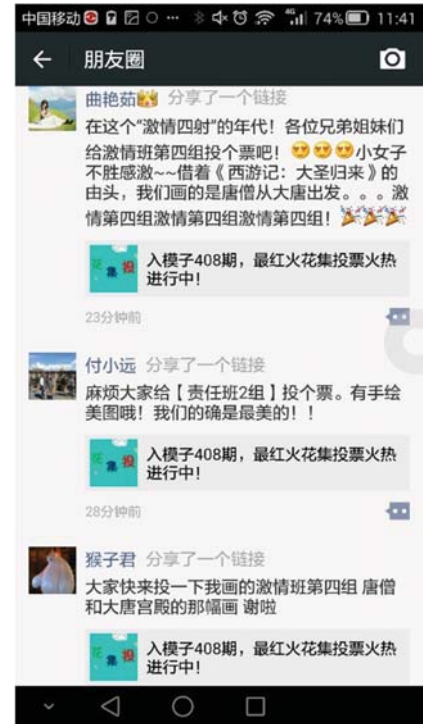 中国移动 74% 11:41
朋友圈
曲艳茹 分享了一个链接
在这个“激情四射”的年代！各位兄弟姐妹们
给激情班第四组投个票吧！小女子
不胜感激~~借着《西游记：大圣归来》的
由头，我们画的是唐僧从大唐出发。。。激
情第四组激情第四组激情第四组！
花集报
入模子408期，最红火花集投票火热
进行中！
23分钟前
付小远 分享了一个链接
麻烦大家给【责任班2组】投个票。有手绘
美图哦！我们的确是最美的！！
花集报
入模子408期，最红火花集投票火热
进行中！
28分钟前
猴子君 分享了一个链接
大家快来投一下我画的激情班第四组 唐僧
和大唐宫殿的那幅画 谢啦
花集报
入模子408期，最红火花集投票火热
进行中！